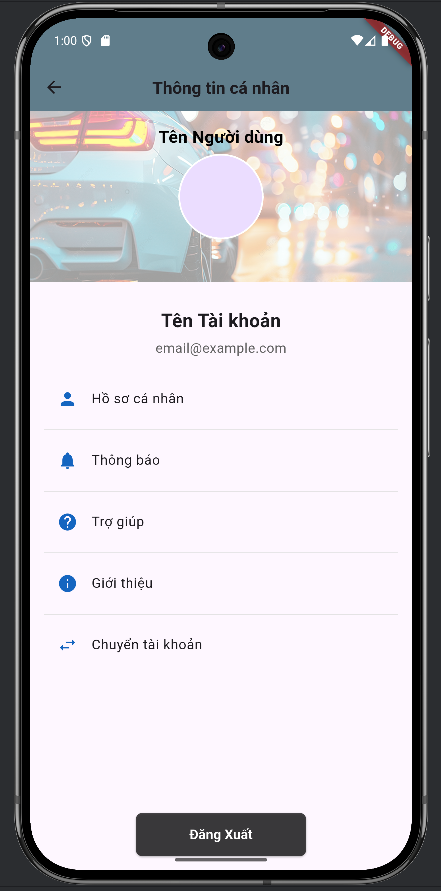 1:00
DEBUG
Thông tin cá nhân
Tên Người dùng
Tên Tài khoản
email@example.com
Hồ sơ cá nhân
Thông báo
Trợ giúp
Giới thiệu
Chuyển tài khoản
Đăng Xuất